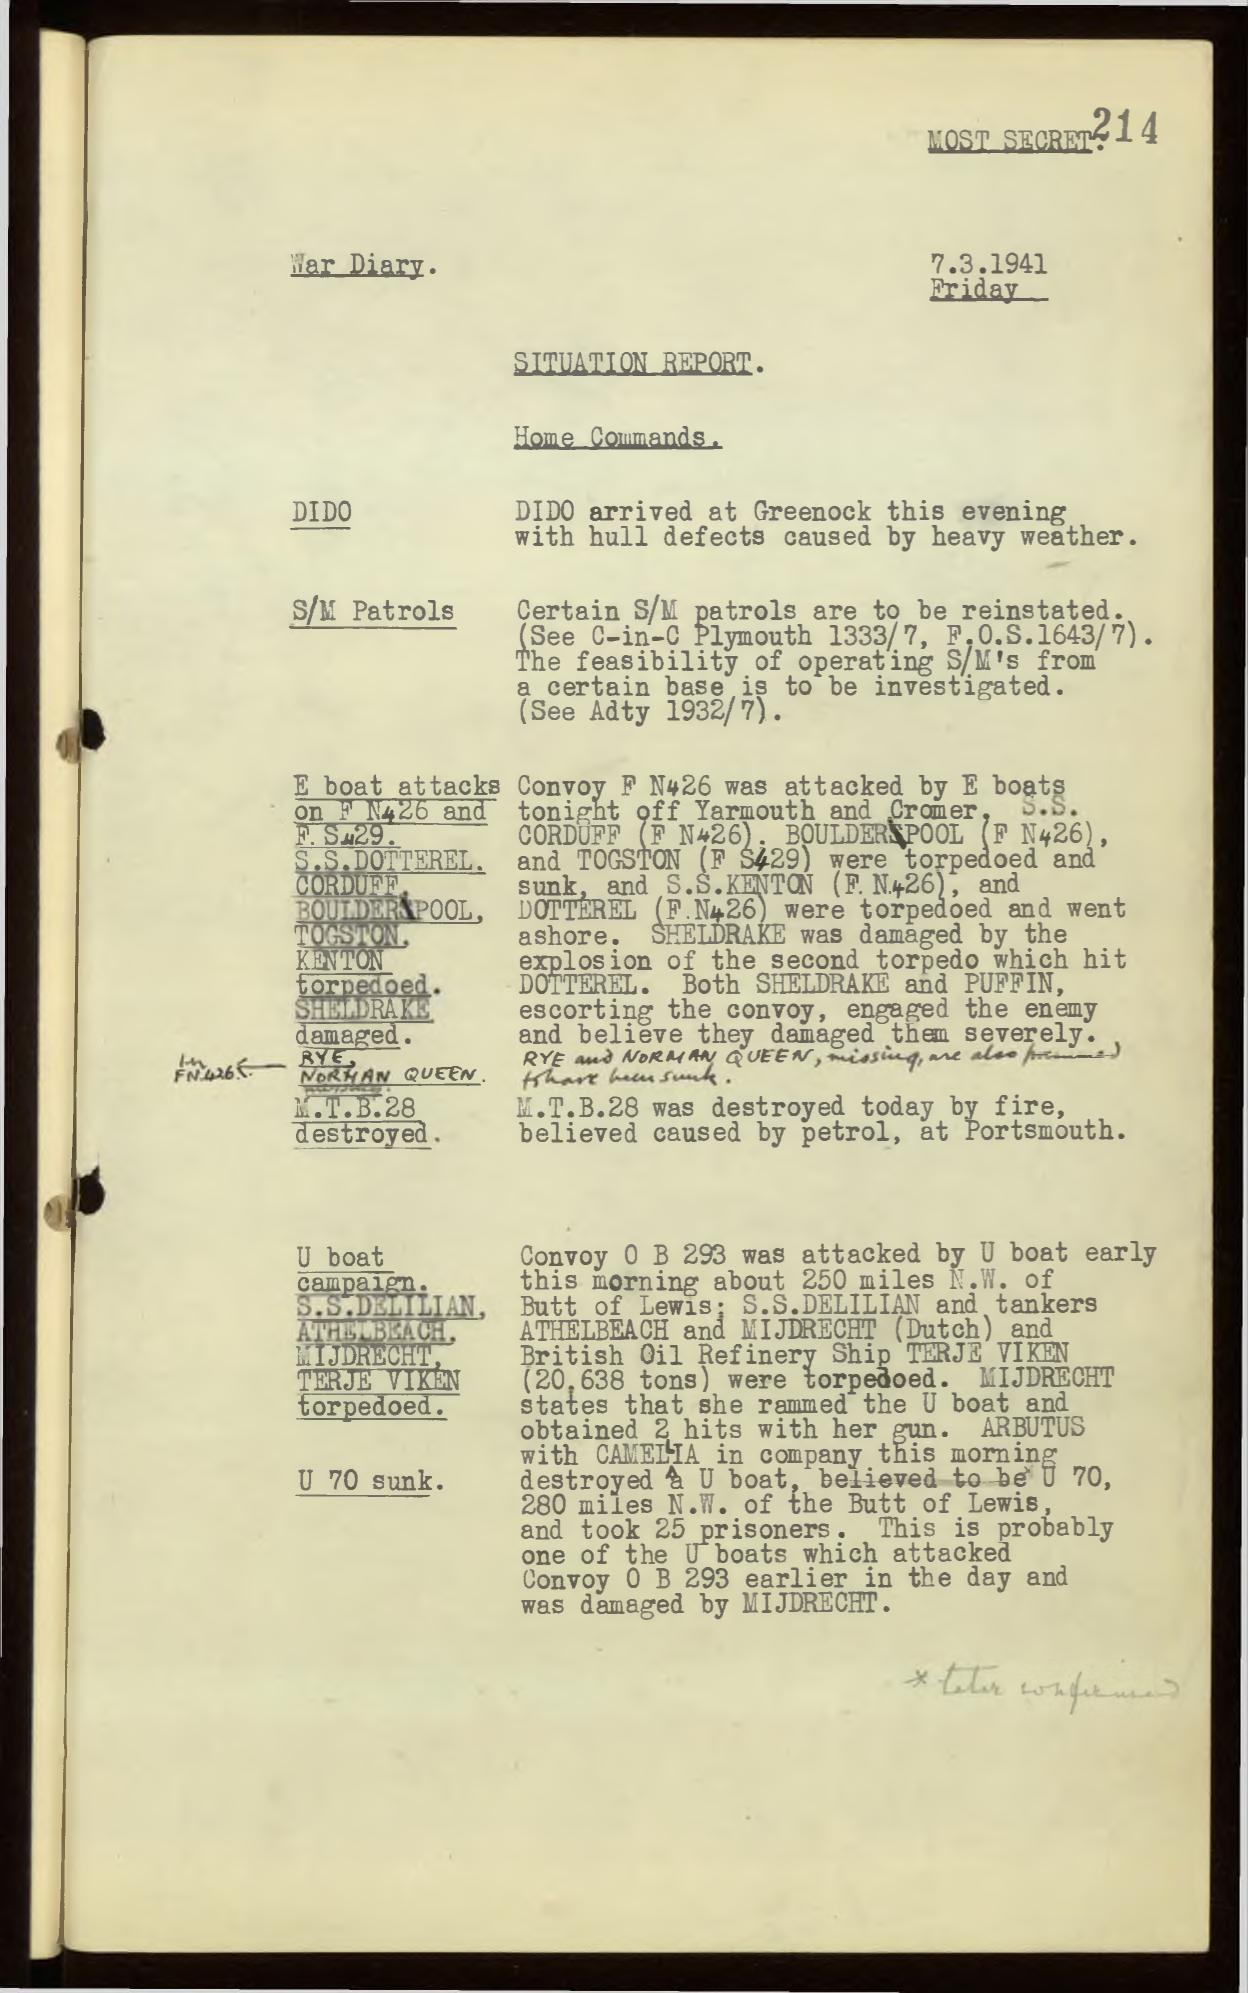 214
MOST SECRET.
War Diary.
7.3.1941
Friday
SITUATION REPORT.
Home Commands.
DIDO
DIDO arrived at Greenock this evening
with hull defects caused by heavy weather.
S/M Patrols
Certain S/M patrols are to be reinstated.
(See C-in-C Plymouth 1333/7, F.O.S.1643/7).
The feasibility of operating S/M's from
a certain base is to be investigated.
(See Adty 1932/7).
E boat attacks
on F N426 and
F. S429.
S.S.DOTTEREL.
CORDUFF,
BOULDERSPOOL,
TOGSTON,
KENTON
torpedoed.
SHELDRAKE
damaged.
RYE,
NORMAN QUEEN.
In
FN.426
Convoy F N426 was attacked by E boats
tonight off Yarmouth and Cromer, S.S.
CORDUFF (F N426). BOULDERSPOOL (F N426),
and TOGSTON (F S429) were torpedoed and
sunk, and S.S.KENTON (F.N.426), and
DOTTEREL (F.N426) were torpedoed and went
ashore. SHELDRAKE was damaged by the
explosion of the second torpedo which hit
DOTTEREL. Both SHELDRAKE and PUFFIN,
escorting the convoy, engaged the enemy
and believe they damaged them severely.
RYE and NORMAN QUEEN, missing, are also presumed
to have been sunk.
M.T.B.28
destroyed.
M.T.B.28 was destroyed today by fire,
believed caused by petrol, at Portsmouth.
U boat
campaign.
S.S.DELILIAN,
ATHELBEACH,
MIJDRECHT,
TERJE VIKEN
torpedoed.
U 70 sunk.
Convoy O B 293 was attacked by U boat early
this morning about 250 miles N.W. of
Butt of Lewis; S.S.DELILIAN and tankers
ATHELBEACH and MIJDRECHT (Dutch) and
British Oil Refinery Ship TERJE VIKEN
(20,638 tons) were torpedoed. MIJDRECHT
states that she rammed the U boat and
obtained 2 hits with her gun. ARBUTUS
with CAMELLIA in company this morning
destroyed a U boat, believed to be* U 70,
280 miles N.W. of the Butt of Lewis,
and took 25 prisoners. This is probably
one of the U boats which attacked
Convoy O B 293 earlier in the day and
was damaged by MIJDRECHT.
* later confirmed